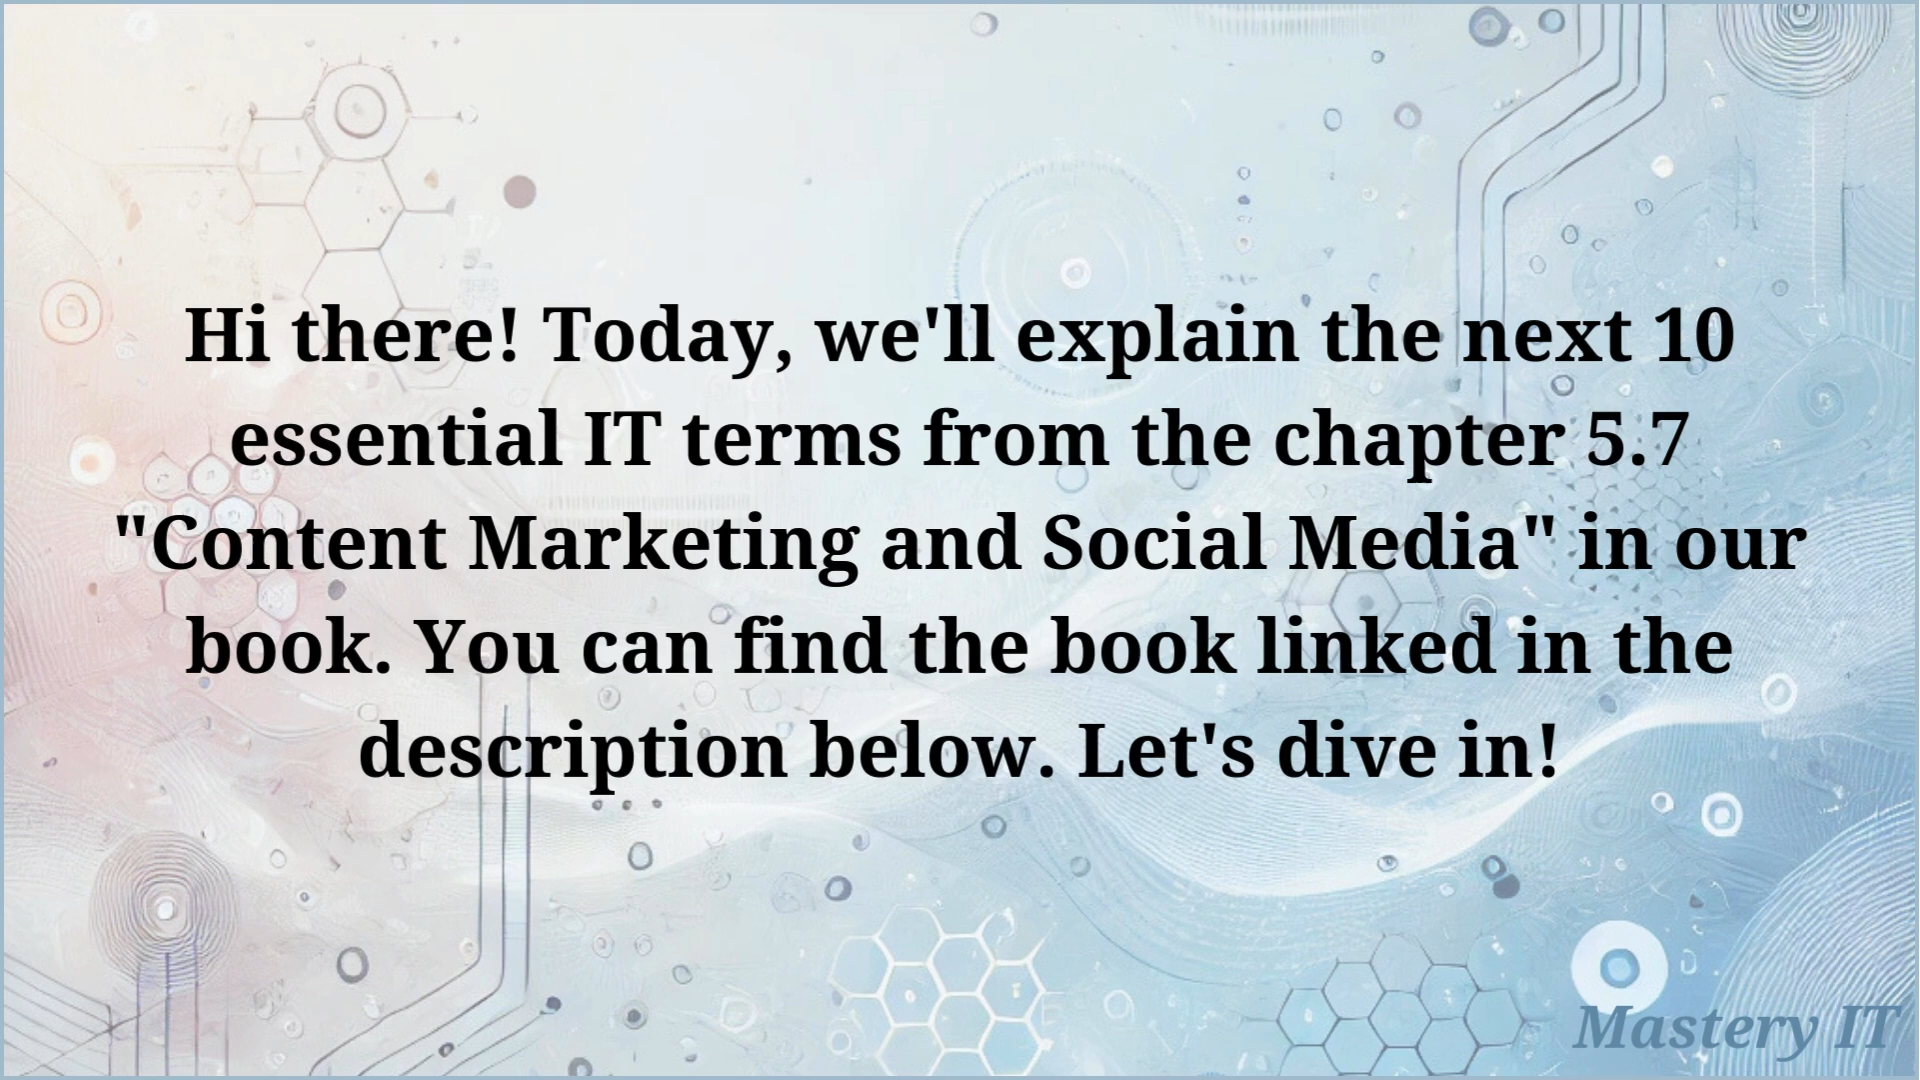 Hi there! Today, we'll explain the next 10
essential IT terms from the chapter 5.7
"Content Marketing and Social Media" in our
book. You can find the book linked in the
description below. Let's dive in!
Mastery IT